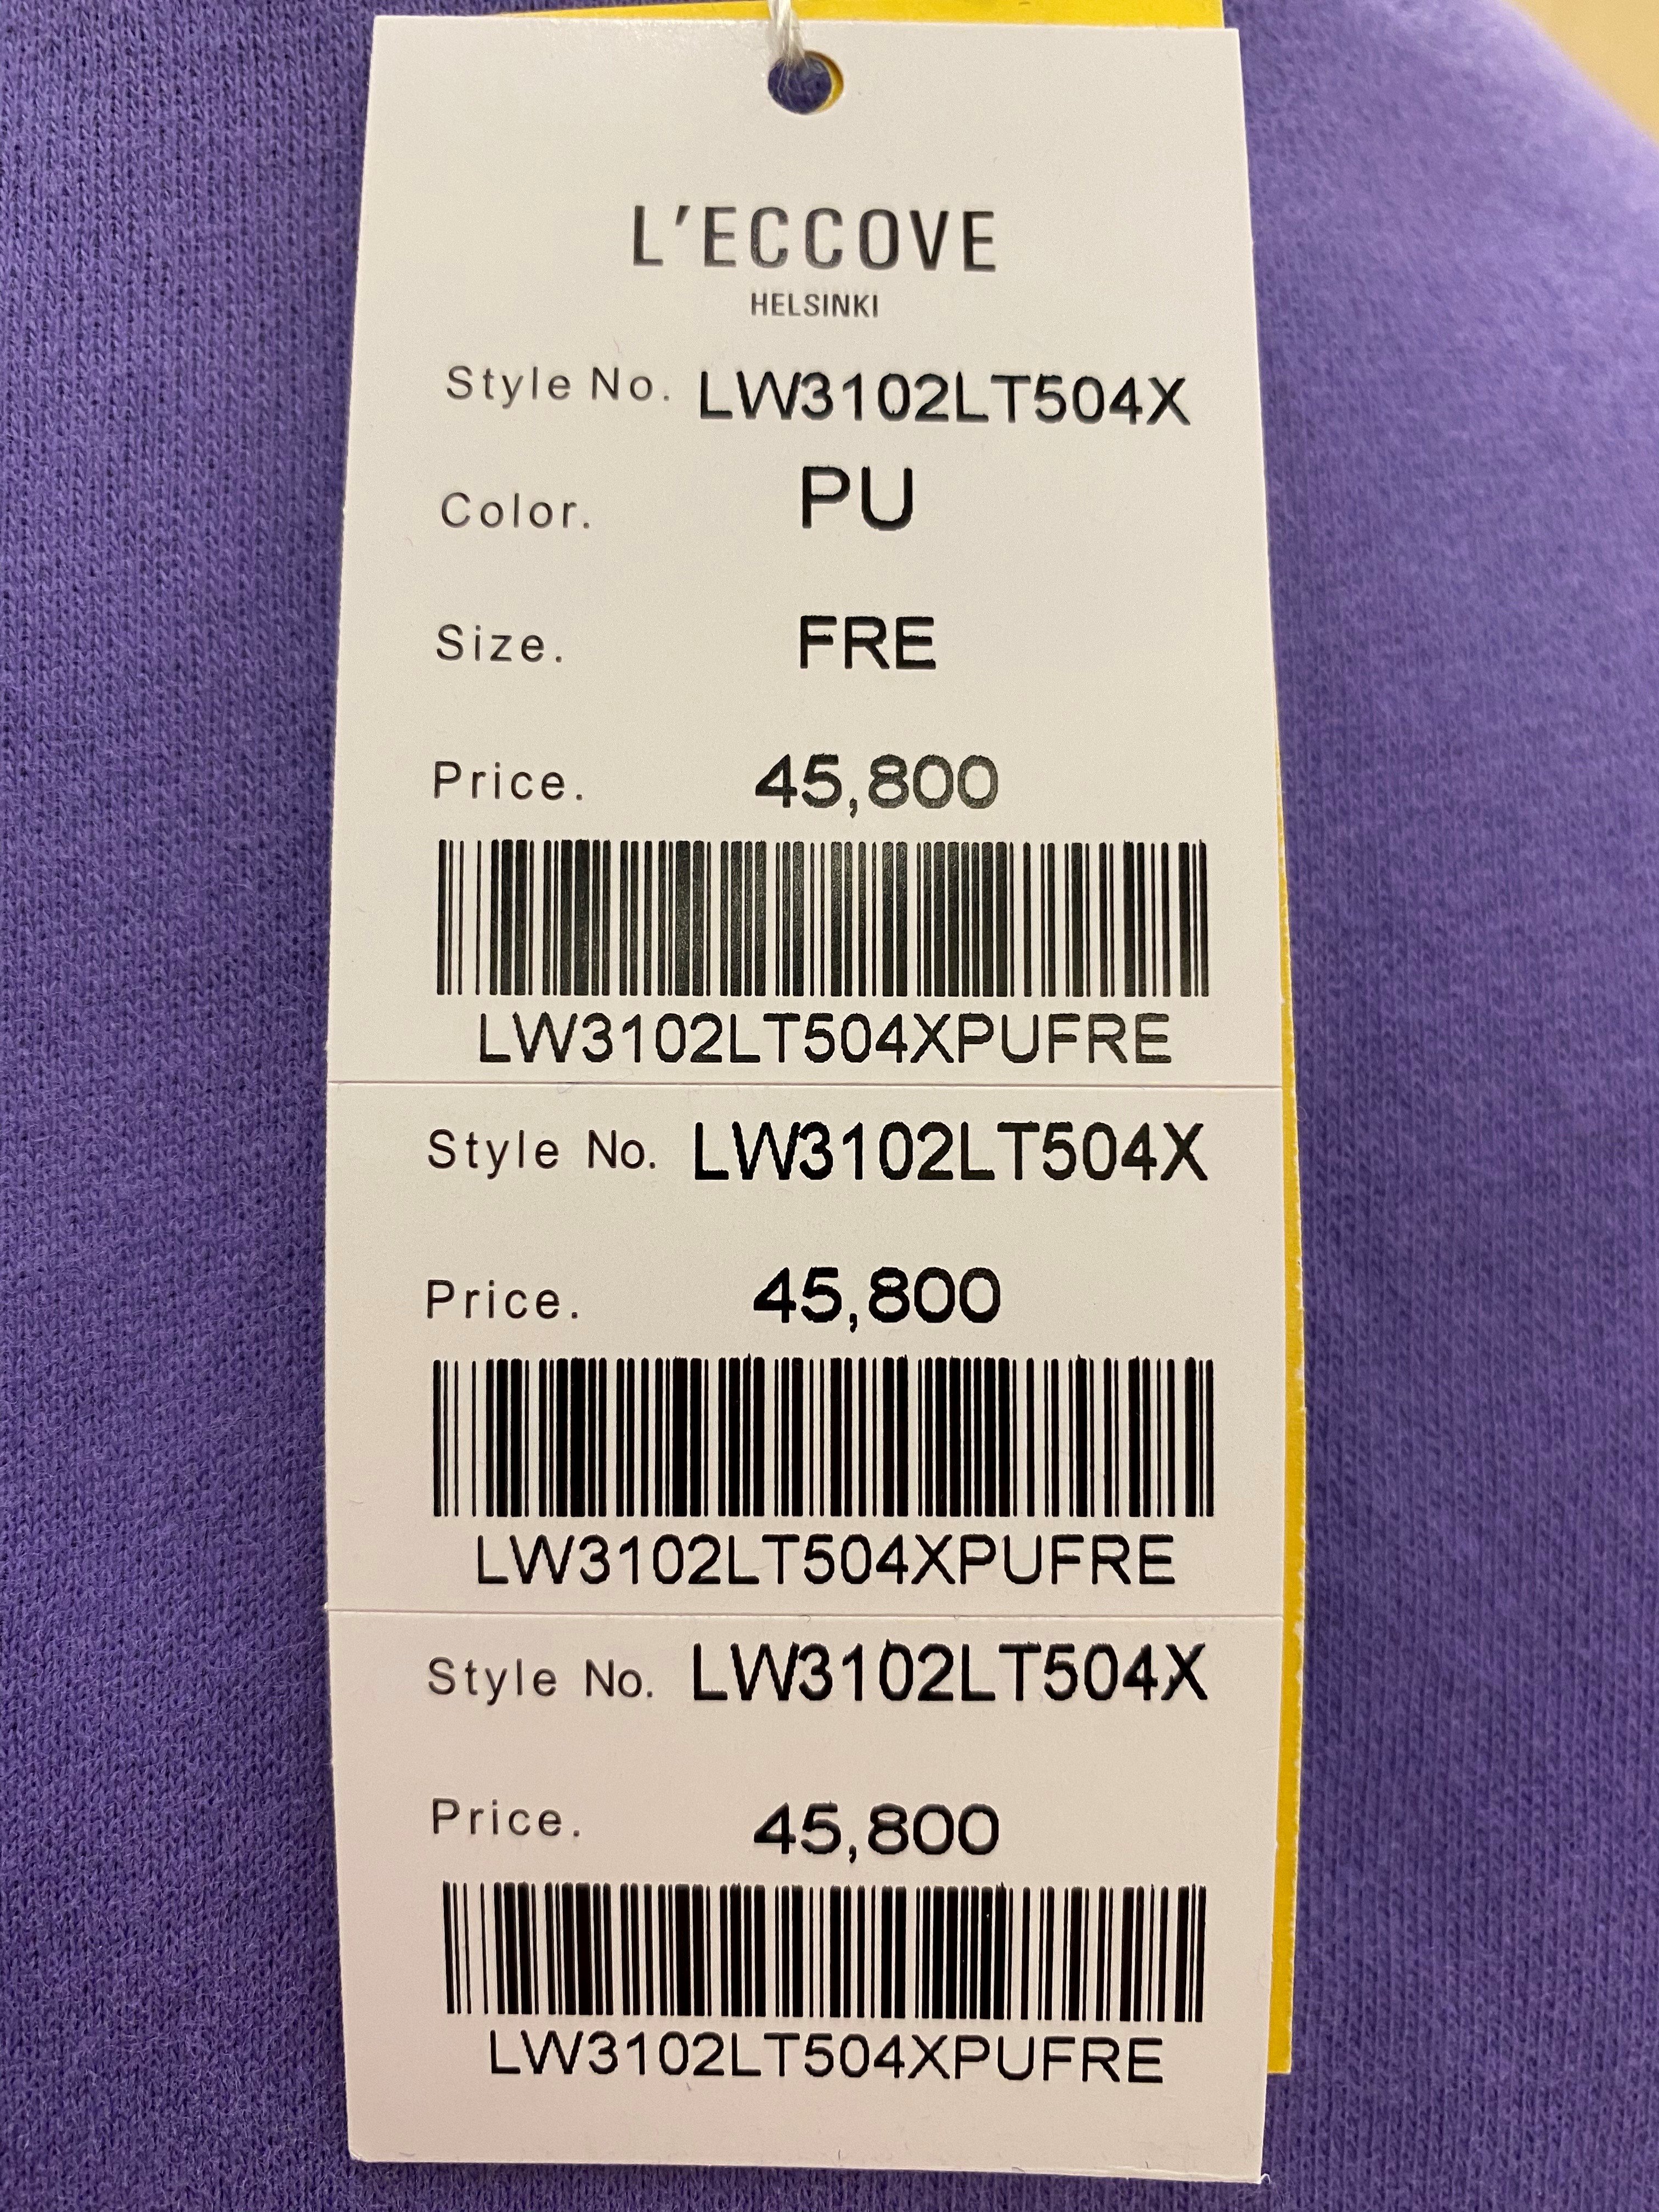 L'ECCOVE
HELSINKI
Style No. LW3102LT504X
Color. PU
Size. FRE
Price. 45,800
LW3102LT504XPUFRE
Style No. LW3102LT504X
Price. 45,800
LW3102LT504XPUFRE
Style No. LW3102LT504X
Price. 45,800
LW3102LT504XPUFRE